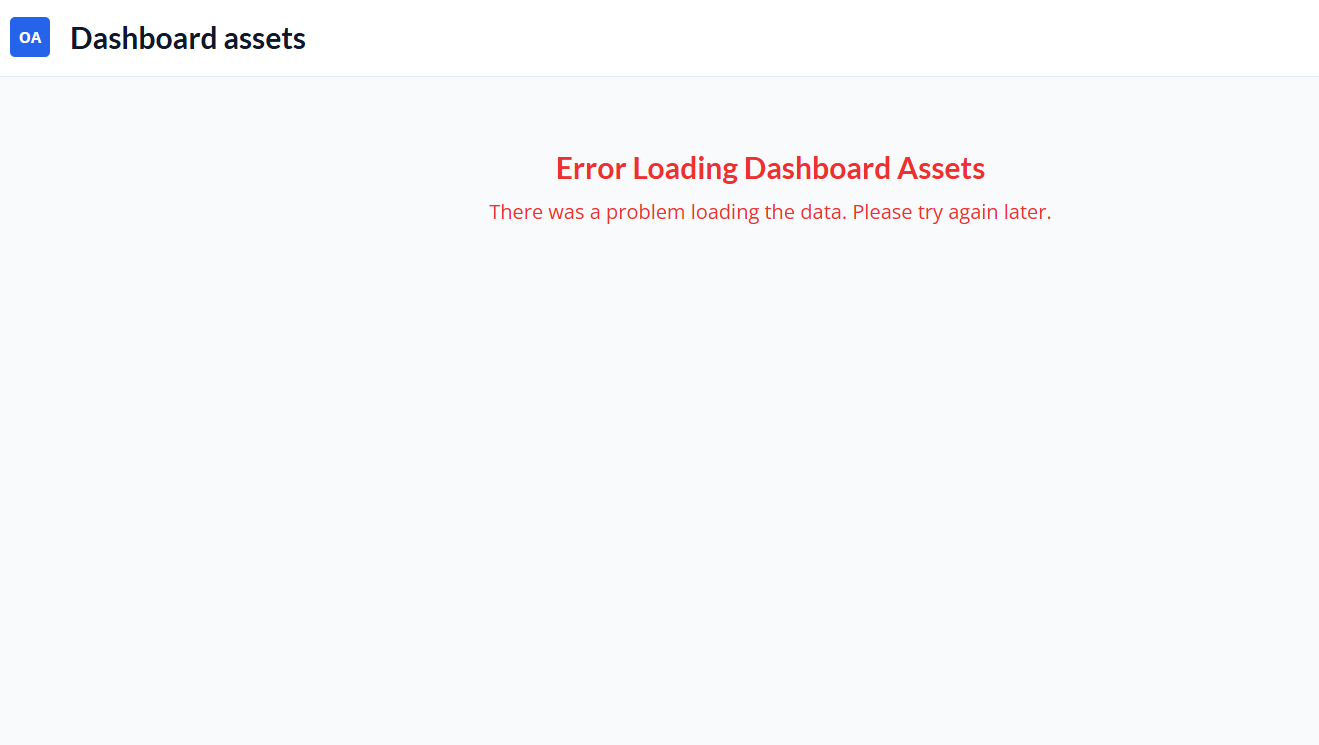 OA
Dashboard assets
Error Loading Dashboard Assets
There was a problem loading the data. Please try again later.